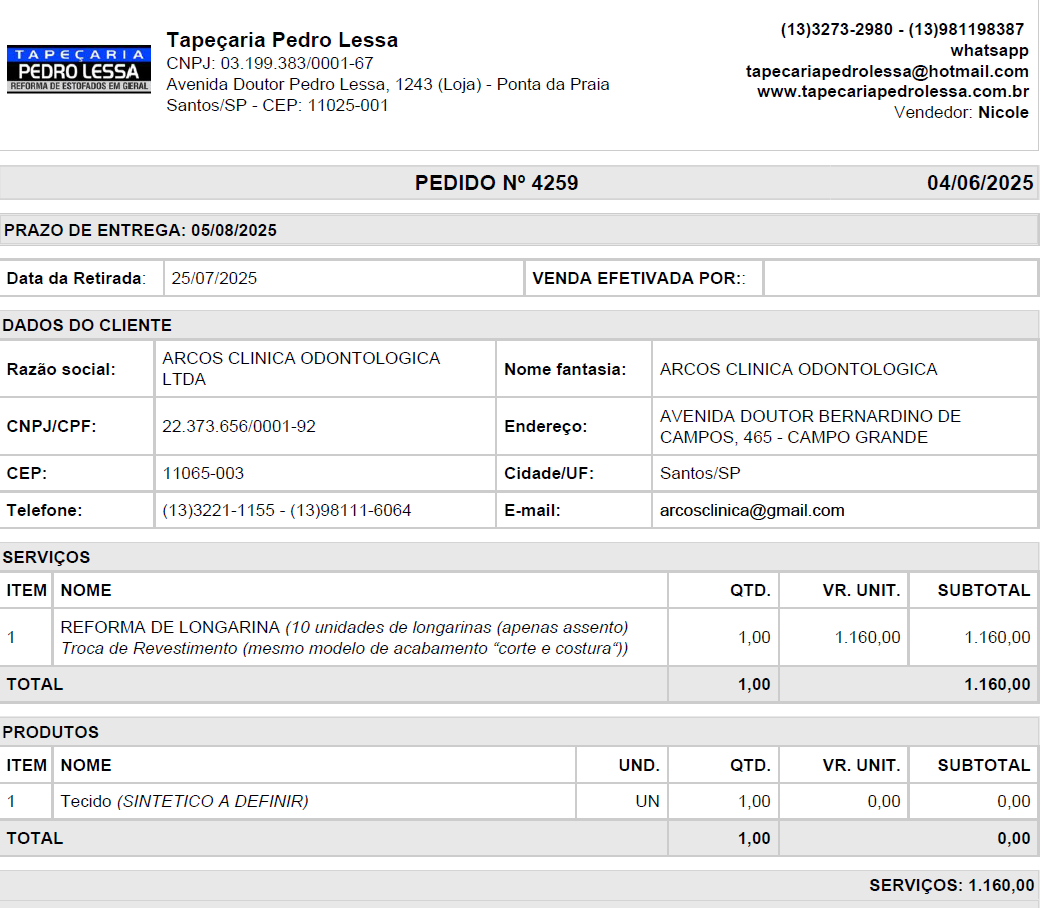 TAPEÇARIA
PEDRO LESSA
REFORMA DE ESTOFADOS EM GERAL
Tapeçaria Pedro Lessa
CNPJ: 03.199.383/0001-67
Avenida Doutor Pedro Lessa, 1243 (Loja) - Ponta da Praia
Santos/SP - CEP: 11025-001
(13)3273-2980 - (13)981198387
whatsapp
tapecariapedrolessa@hotmail.com
www.tapecariapedrolessa.com.br
Vendedor: Nicole
PEDIDO Nº 4259 04/06/2025
PRAZO DE ENTREGA: 05/08/2025
Data da Retirada: 25/07/2025 VENDA EFETIVADA POR::
DADOS DO CLIENTE
Razão social: ARCOS CLINICA ODONTOLOGICA
LTDA
Nome fantasia: ARCOS CLINICA ODONTOLOGICA
CNPJ/CPF: 22.373.656/0001-92
Endereço: AVENIDA DOUTOR BERNARDINO DE
CAMPOS, 465 - CAMPO GRANDE
CEP: 11065-003 Cidade/UF: Santos/SP
Telefone: (13)3221-1155 - (13)98111-6064 E-mail: arcosclinica@gmail.com
SERVIÇOS
ITEM NOME QTD. VR. UNIT. SUBTOTAL
1 REFORMA DE LONGARINA (10 unidades de longarinas (apenas assento)
Troca de Revestimento (mesmo modelo de acabamento “corte e costura“)) 1,00 1.160,00 1.160,00
TOTAL 1,00 1.160,00
PRODUTOS
ITEM NOME UND. QTD. VR. UNIT. SUBTOTAL
1 Tecido (SINTETICO A DEFINIR) UN 1,00 0,00 0,00
TOTAL 1,00 0,00
SERVIÇOS: 1.160,00